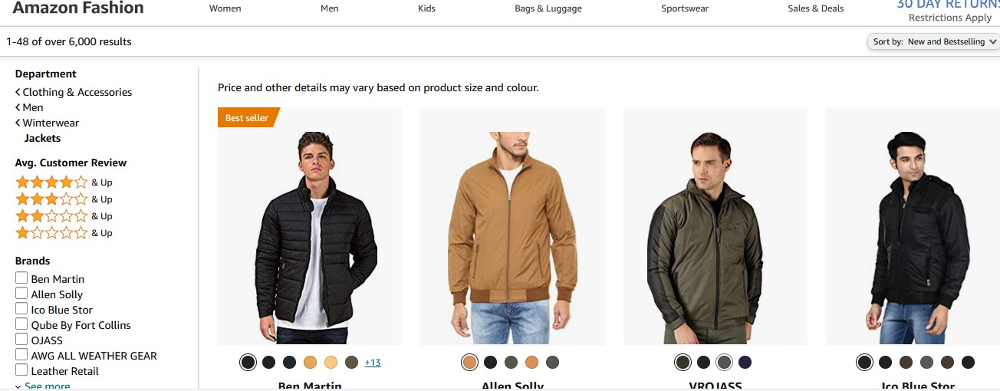 Amazon Fashion
Women
Men
Kids
Bags & Luggage
Sportswear
Sales & Deals
30 DAY RETURNS
Restrictions Apply
1-48 of over 6,000 results
Sort by: New and Bestselling
Department
Clothing & Accessories
Men
Winterwear
Jackets
Avg. Customer Review
& Up
& Up
& Up
& Up
Brands
Ben Martin
Allen Solly
Ico Blue Stor
Qube By Fort Collins
OJASS
AWG ALL WEATHER GEAR
Leather Retail
See more
Price and other details may vary based on product size and colour.
Best seller
+13
Ben Martin
Allen Solly
VROJASS
Ico Blue Stor